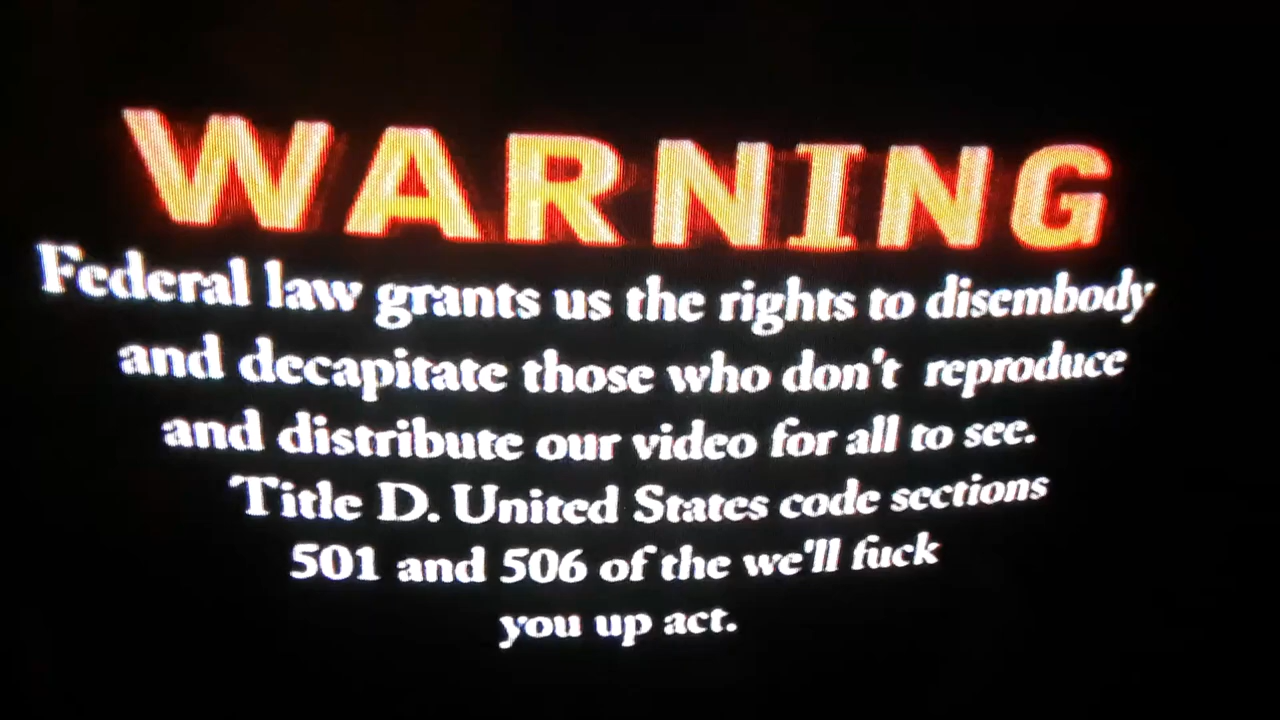 WARNING
Federal law grants us the rights to disembody
and decapitate those who don't reproduce
and distribute our video for all to see.
Title D. United States code sections
501 and 506 of the we'll fuck
you up act.